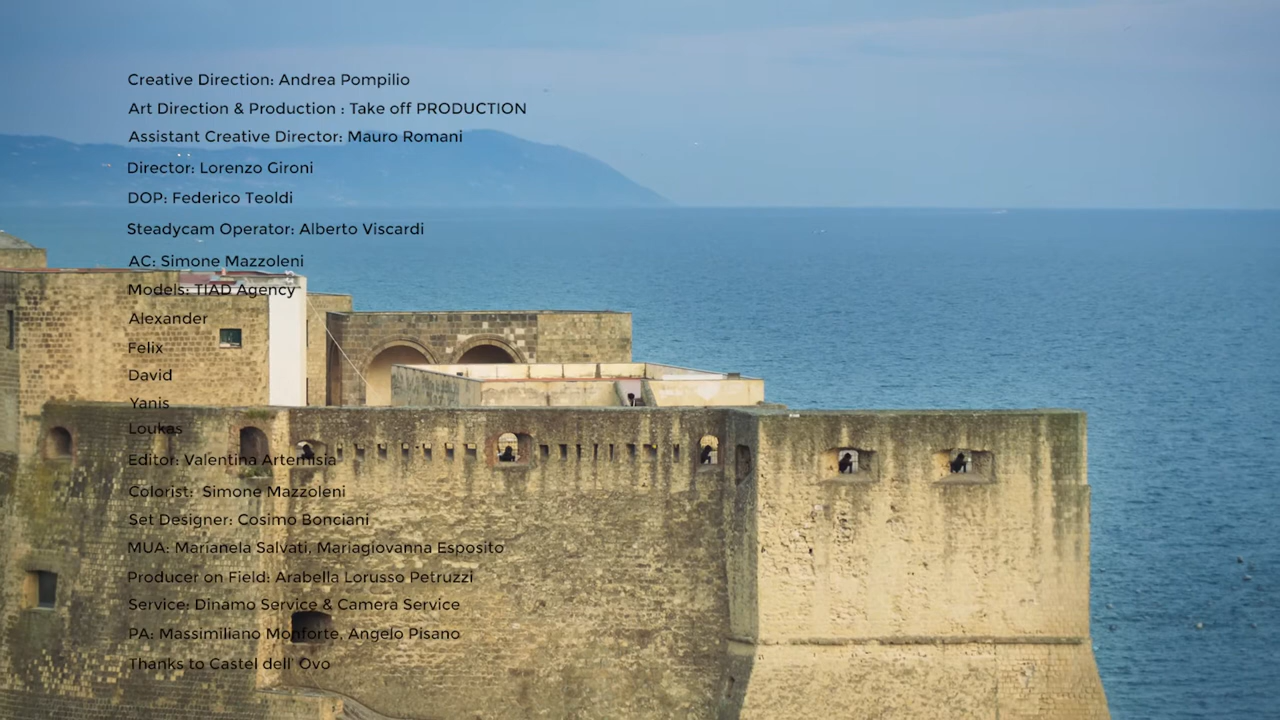 Creative Direction: Andrea Pompilio
Art Direction & Production : Take off PRODUCTION
Assistant Creative Director: Mauro Romani
Director: Lorenzo Gironi
DOP: Federico Teoldi
Steadycam Operator: Alberto Viscardi
AC: Simone Mazzoleni
Models: TIAD Agency
Alexander
Felix
David
Yanis
Loukas
Editor: Valentina Artemisia
Colorist: Simone Mazzoleni
Set Designer: Cosimo Bonciani
MUA: Marianela Salvati, Mariagiovanna Esposito
Producer on Field: Arabella Lorusso Petruzzi
Service: Dinamo Service & Camera Service
PA: Massimiliano Monforte, Angelo Pisano
Thanks to Castel dell' Ovo